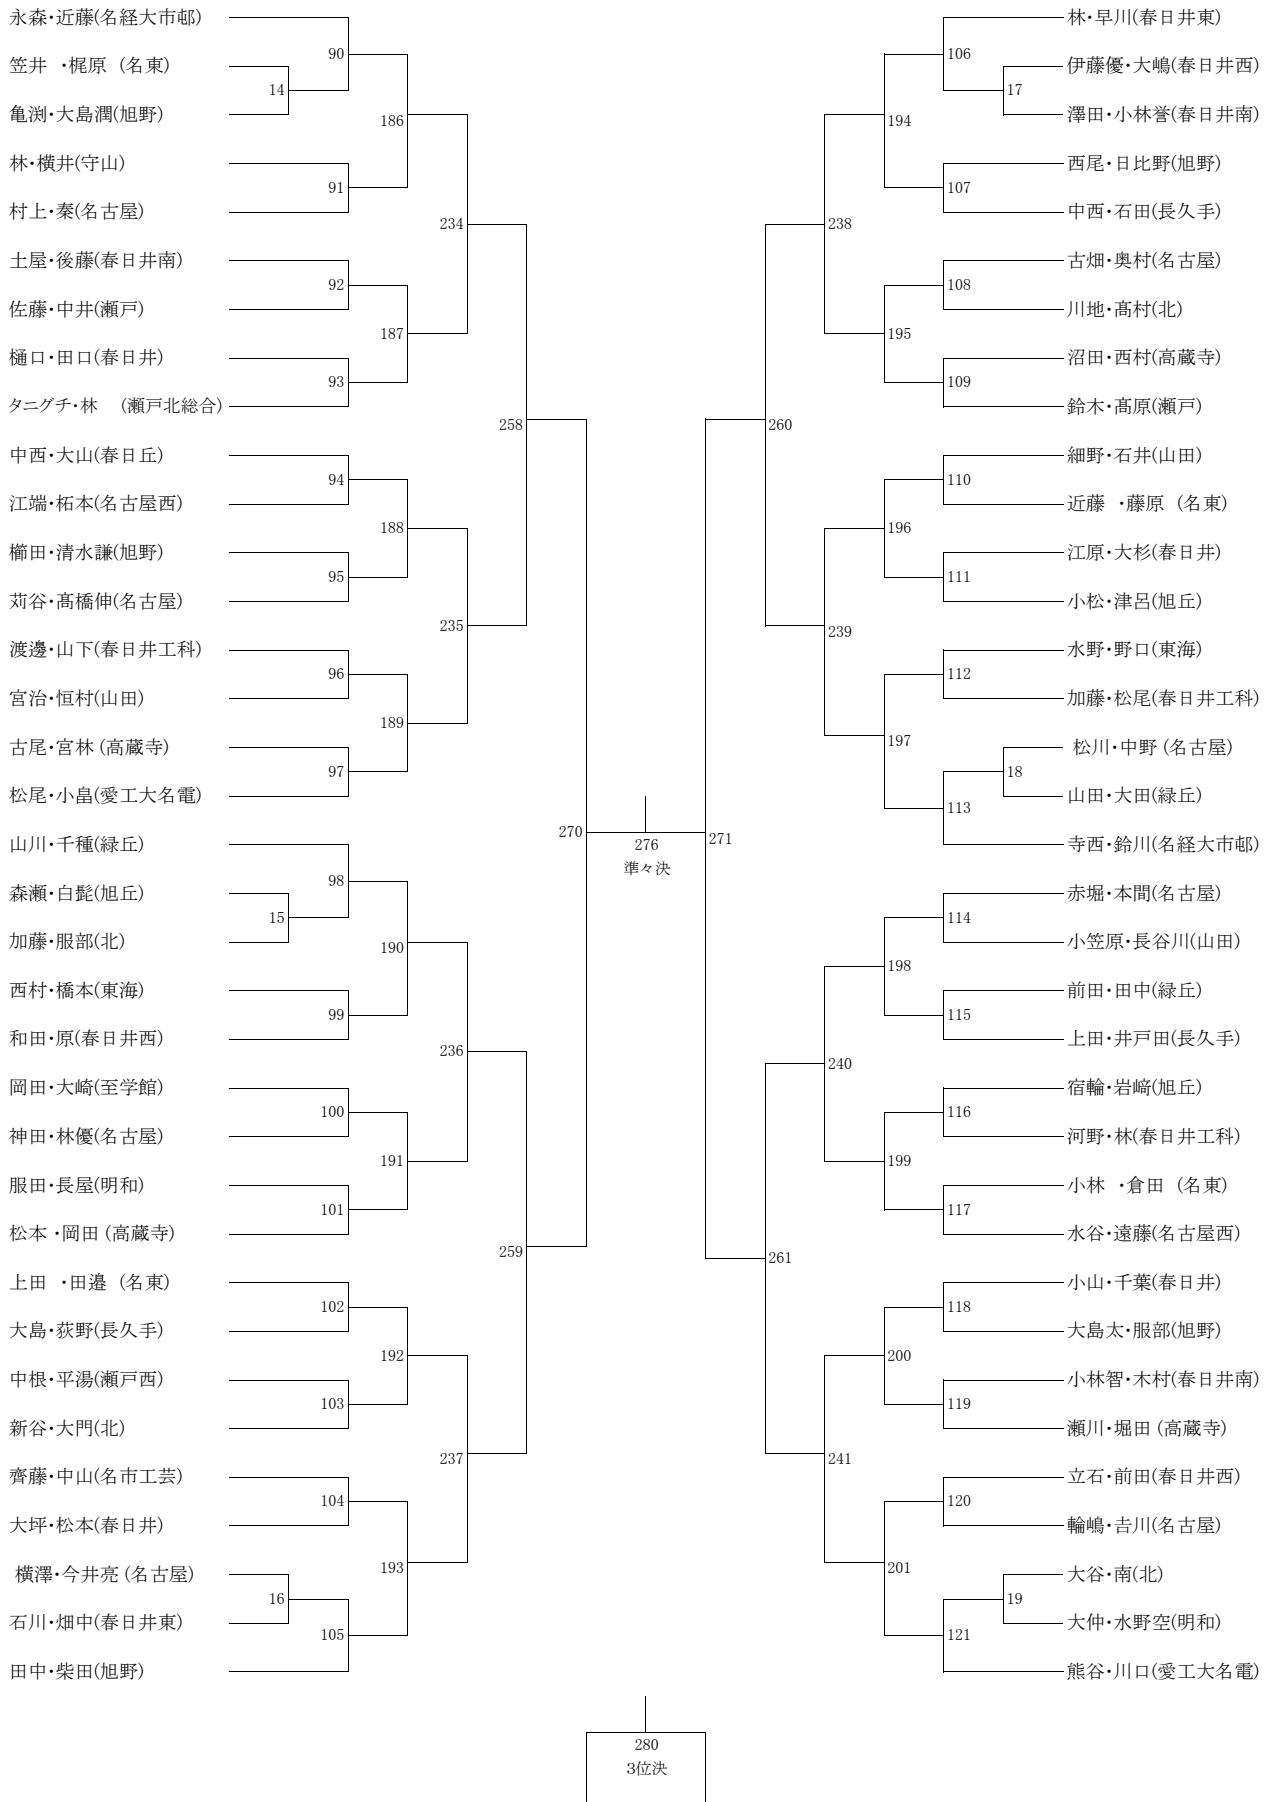 永森・近藤(名経大市邨)
笠井 ・梶原 (名東)
亀渕・大島潤(旭野)
林・横井(守山)
村上・秦(名古屋)
土屋・後藤(春日井南)
佐藤・中井(瀬戸)
樋口・田口(春日井)
タニグチ・林 (瀬戸北総合)
中西・大山(春日丘)
江端・柘本(名古屋西)
櫛田・清水謙(旭野)
苅谷・髙橋伸(名古屋)
渡邊・山下(春日井工科)
宮治・恒村(山田)
古尾・宮林 (高蔵寺)
松尾・小畠(愛工大名電)
山川・千種(緑丘)
森瀬・白髭(旭丘)
加藤・服部(北)
西村・橋本(東海)
和田・原(春日井西)
岡田・大崎(至学館)
神田・林優(名古屋)
服田・長屋(明和)
松本 ・岡田 (高蔵寺)
上田 ・田邉 (名東)
大島・荻野(長久手)
中根・平湯(瀬戸西)
新谷・大門(北)
齊藤・中山(名市工芸)
大坪・松本(春日井)
横澤・今井亮 (名古屋)
石川・畑中(春日井東)
田中・柴田(旭野)
14
15
16
90
91
92
93
94
95
96
97
98
99
100
101
102
103
104
105
186
187
188
189
190
191
192
193
234
235
236
237
258
259
270
276
準々決
271
260
261
238
239
240
241
194
195
196
197
198
199
200
201
106
107
108
109
110
111
112
113
114
115
116
117
118
119
120
121
17
18
19
林・早川(春日井東)
伊藤優・大嶋(春日井西)
澤田・小林誉(春日井南)
西尾・日比野(旭野)
中西・石田(長久手)
古畑・奥村(名古屋)
川地・髙村(北)
沼田・西村(高蔵寺)
鈴木・髙原(瀬戸)
細野・石井(山田)
近藤 ・藤原 (名東)
江原・大杉(春日井)
小松・津呂(旭丘)
水野・野口(東海)
加藤・松尾(春日井工科)
松川・中野 (名古屋)
山田・大田(緑丘)
寺西・鈴川(名経大市邨)
赤堀・本間(名古屋)
小笠原・長谷川(山田)
前田・田中(緑丘)
上田・井戸田(長久手)
宿輪・岩﨑(旭丘)
河野・林(春日井工科)
小林 ・倉田 (名東)
水谷・遠藤(名古屋西)
小山・千葉(春日井)
大島太・服部(旭野)
小林智・木村(春日井南)
瀬川・堀田 (高蔵寺)
立石・前田(春日井西)
輪嶋・𠮷川(名古屋)
大谷・南(北)
大仲・水野空(明和)
熊谷・川口(愛工大名電)
280
3位決